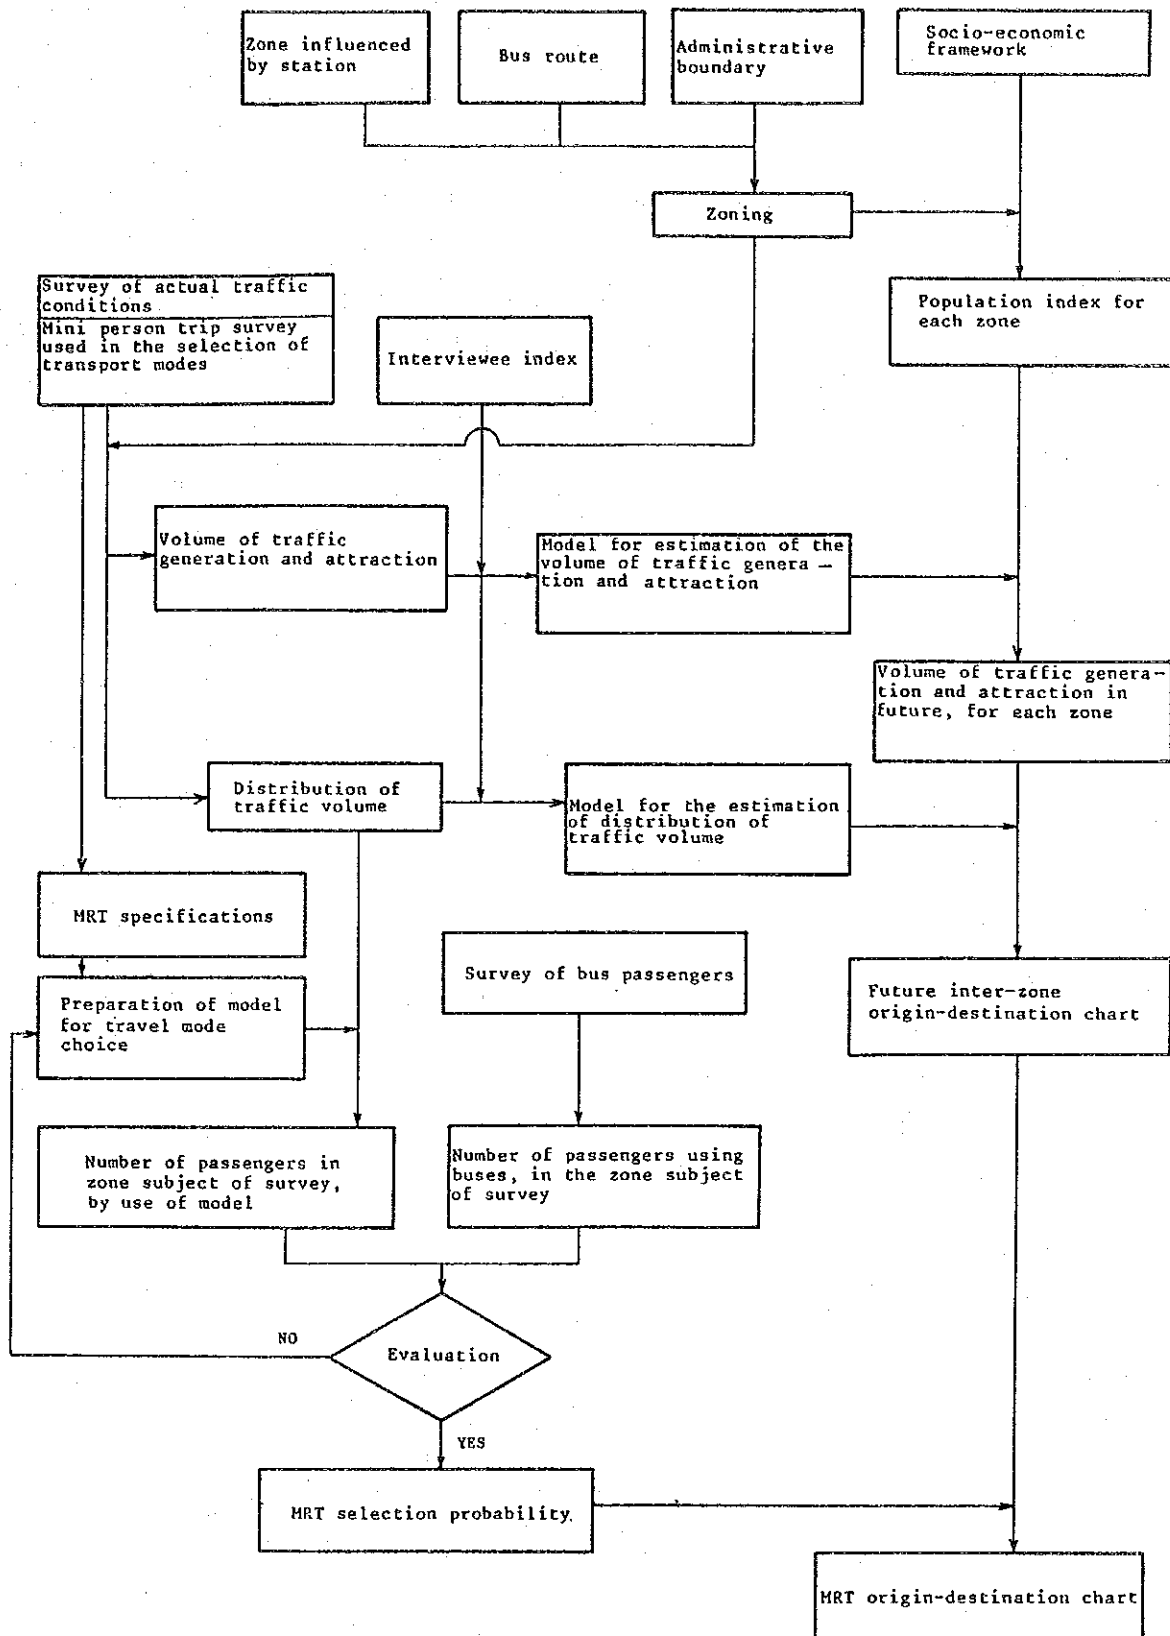 Zone influenced
by station
Bus route
Administrative
boundary
Socio-economic
framework
Zoning
Survey of actual traffic
conditions
Mini person trip survey
used in the selection of
transport modes
Interviewee index
Population index for
each zone
Volume of traffic
generation and attraction
Model for estimation of the
volume of traffic genera —
tion and attraction
Volume of traffic genera—
tion and attraction in
future, for each zone
Distribution of
traffic volume
Model for the estimation
of distribution of
traffic volume
MRT specifications
Survey of bus passengers
Preparation of model
for travel mode
choice
Future inter-zone
origin-destination chart
Number of passengers in
zone subject of survey,
by use of model
Number of passengers using
buses, in the zone subject
of survey
NO
Evaluation
YES
MRT selection probability.
MRT origin-destination chart